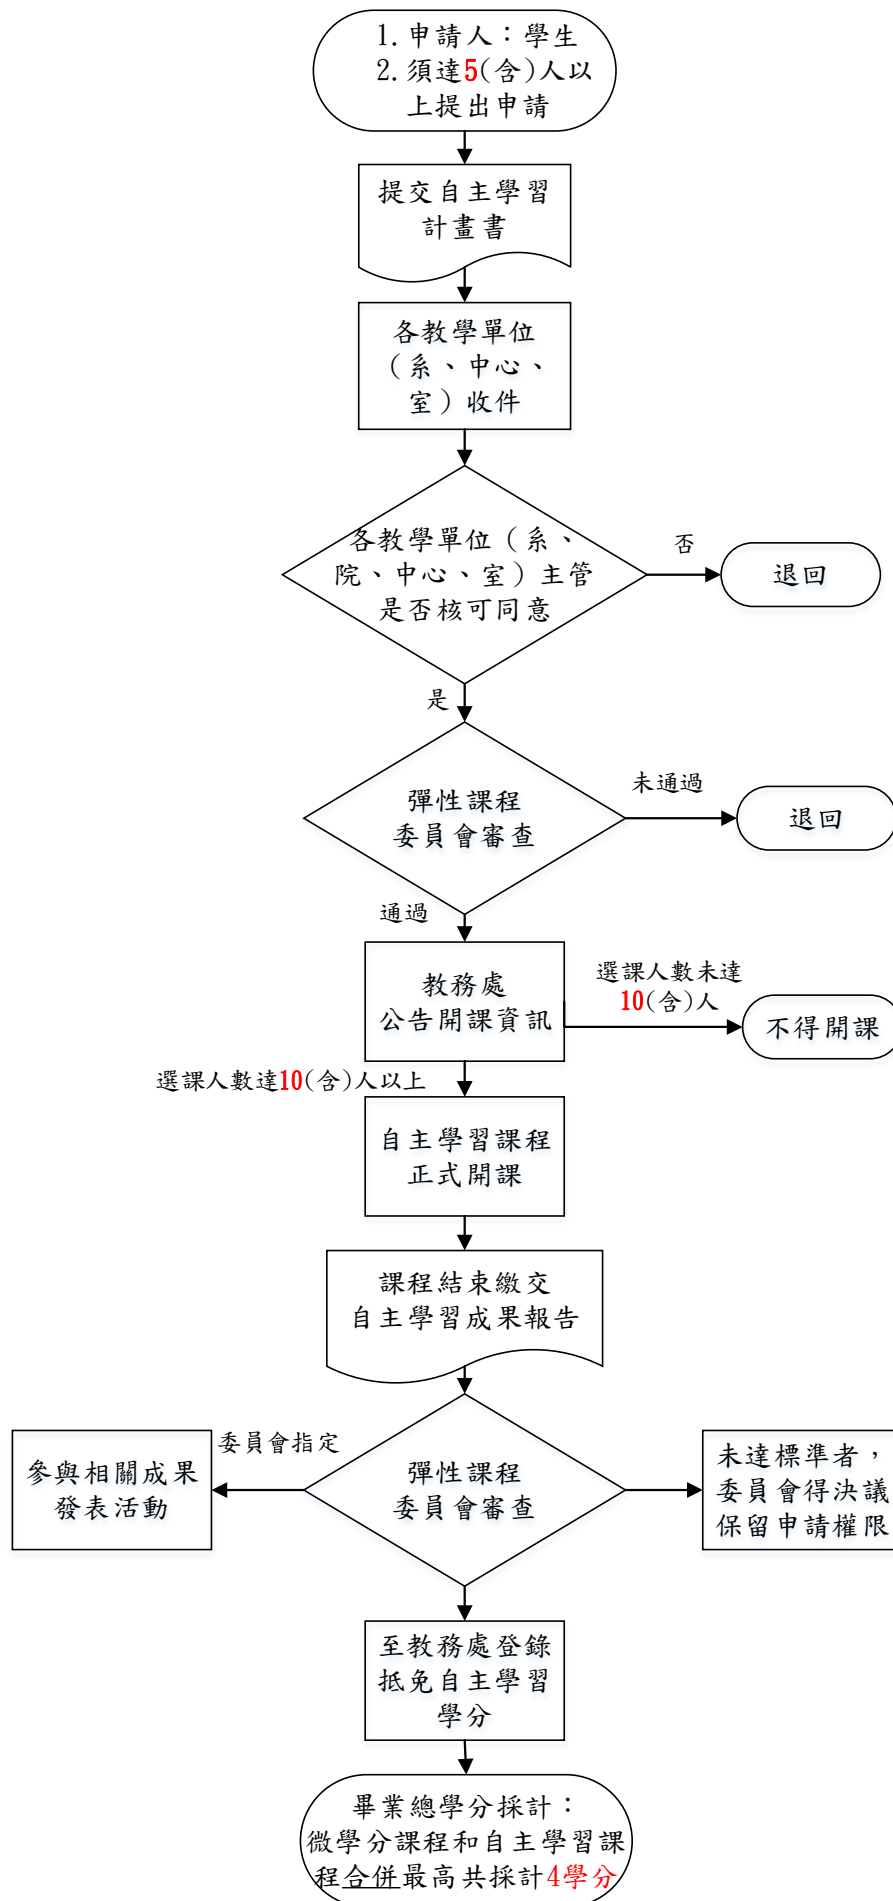 1.申請人：學生
2.須達5(含)人以
上提出申請
提交自主學習
計畫書
各教學單位
（系、中心、
室）收件
各教學單位（系、
院、中心、室）主管
是否核可同意
否
退回
是
彈性課程
委員會審查
未通過
退回
通過
教務處
公告開課資訊
選課人數未達
10(含)人
不得開課
選課人數達10(含)人以上
自主學習課程
正式開課
課程結束繳交
自主學習成果報告
委員會指定
參與相關成果
發表活動
彈性課程
委員會審查
未達標準者，
委員會得決議
保留申請權限
至教務處登錄
抵免自主學習
學分
畢業總學分採計：
微學分課程和自主學習課
程合併最高共採計4學分